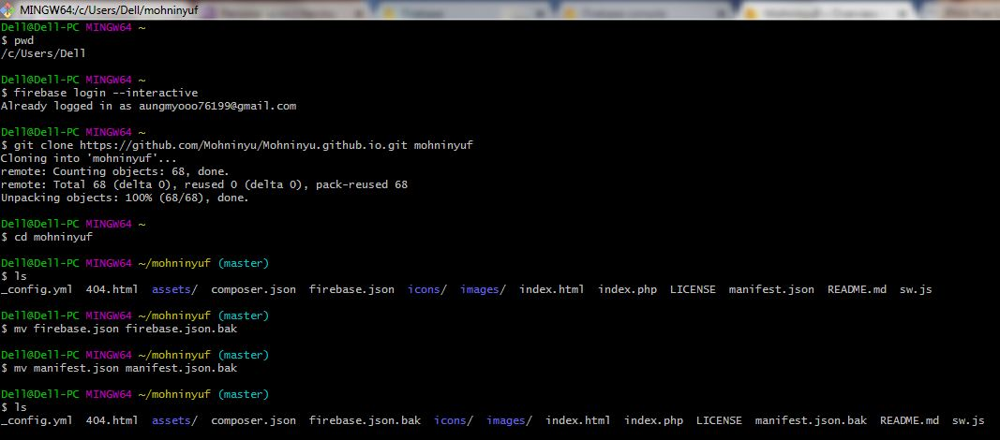 MINGW64:/c/Users/Dell/mohninyuf
Dell@Dell-PC MINGW64 ~
$ pwd
/c/Users/Dell
Dell@Dell-PC MINGW64 ~
$ firebase login --interactive
Already logged in as aungmyooo76199@gmail.com
Dell@Dell-PC MINGW64 ~
$ git clone https://github.com/Mohninyu/Mohninyu.github.io.git mohninyuf
Cloning into 'mohninyuf'...
remote: Counting objects: 68, done.
remote: Total 68 (delta 0), reused 0 (delta 0), pack-reused 68
Unpacking objects: 100% (68/68), done.
Dell@Dell-PC MINGW64 ~
$ cd mohninyuf
Dell@Dell-PC MINGW64 ~/mohninyuf (master)
$ ls
_config.yml 404.html assets/ composer.json firebase.json icons/ images/ index.html index.php LICENSE manifest.json README.md sw.js
Dell@Dell-PC MINGW64 ~/mohninyuf (master)
$ mv firebase.json firebase.json.bak
Dell@Dell-PC MINGW64 ~/mohninyuf (master)
$ mv manifest.json manifest.json.bak
Dell@Dell-PC MINGW64 ~/mohninyuf (master)
$ ls
_config.yml 404.html assets/ composer.json firebase.json.bak icons/ images/ index.html index.php LICENSE manifest.json.bak README.md sw.js